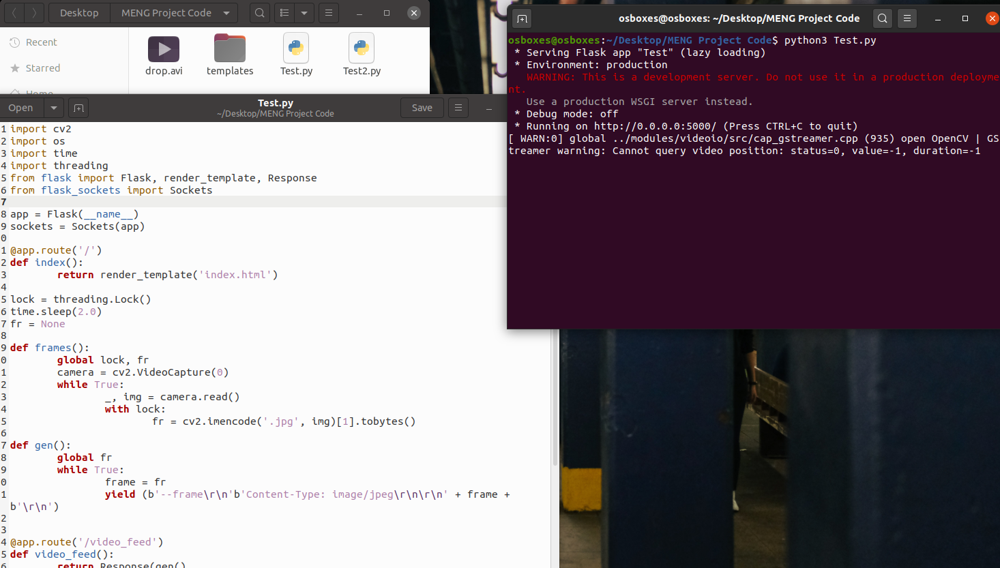 Desktop MENG Project Code
Recent
Starred
Home
drop.avi templates Test.py Test2.py
Open Test.py Save
~/Desktop/MENG Project Code
1 import cv2
2 import os
3 import time
4 import threading
5 from flask import Flask, render_template, Response
6 from flask_sockets import Sockets
7
8 app = Flask(__name__)
9 sockets = Sockets(app)
0
1 @app.route('/')
2 def index():
3 return render_template('index.html')
4
5 lock = threading.Lock()
6 time.sleep(2.0)
7 fr = None
8
9 def frames():
0 global lock, fr
1 camera = cv2.VideoCapture(0)
2 while True:
3 _, img = camera.read()
4 with lock:
5 fr = cv2.imencode('.jpg', img)[1].tobytes()
6
7 def gen():
8 global fr
9 while True:
0 frame = fr
1 yield (b'--frame\r\n'b'Content-Type: image/jpeg\r\n\r\n' + frame +
b'\r\n')
2
3
4 @app.route('/video_feed')
5 def video_feed():
6 return Response(gen()
osboxes@osboxes: ~/Desktop/MENG Project Code
osboxes@osboxes:~/Desktop/MENG Project Code$ python3 Test.py
* Serving Flask app "Test" (lazy loading)
* Environment: production
WARNING: This is a development server. Do not use it in a production deployme
nt.
Use a production WSGI server instead.
* Debug mode: off
* Running on http://0.0.0.0:5000/ (Press CTRL+C to quit)
[ WARN:0] global ../modules/videoio/src/cap_gstreamer.cpp (935) open OpenCV | GS
treamer warning: Cannot query video position: status=0, value=-1, duration=-1